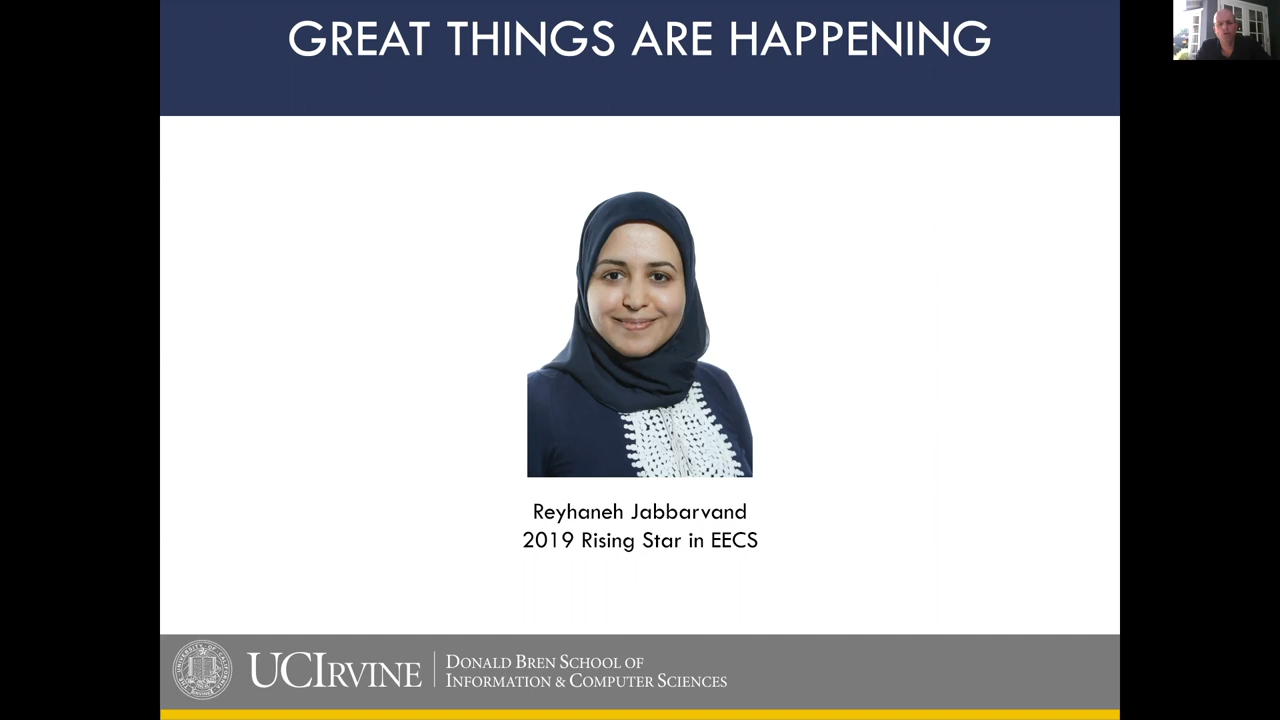 GREAT THINGS ARE HAPPENING
Reyhaneh Jabbarvand
2019 Rising Star in EECS
UCIRVINE
DONALD BREN SCHOOL OF
INFORMATION & COMPUTER SCIENCES